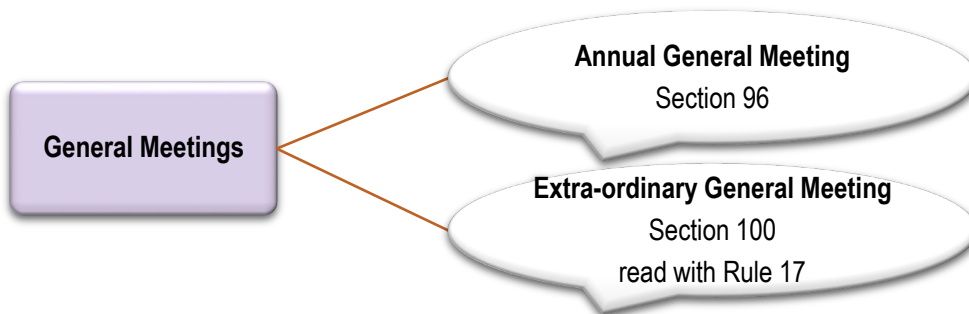 General Meetings
Annual General Meeting
Section 96
Extra-ordinary General Meeting
Section 100
read with Rule 17